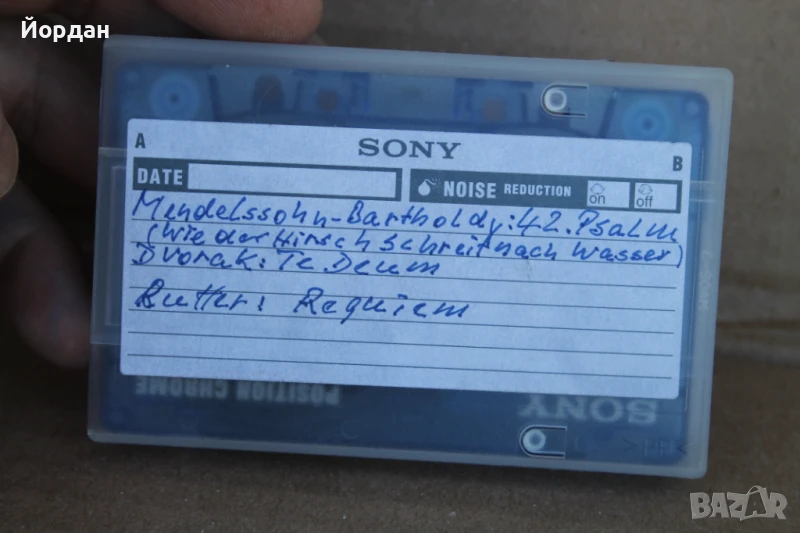 Йордан
A SONY B
DATE NOISE REDUCTION on off
Mendelssohn-Bartholdy: 42. Psalm
(Wie der Hirsch schreit nach Wasser)
Dvorak: Te Deum
Rutter: Requiem
POSITION CHROME
SONY
BAZAR